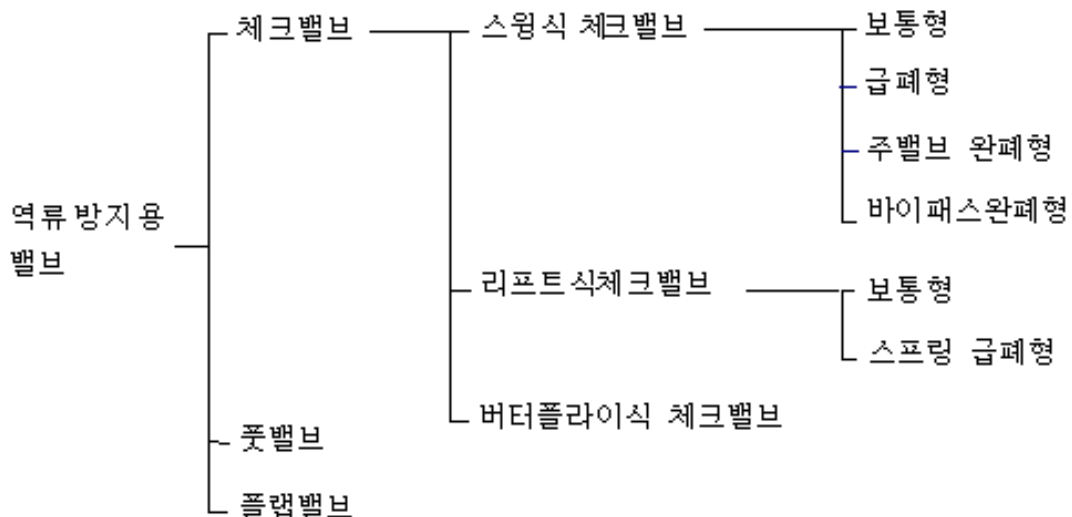 체크밸브
스윙식 체크밸브
보통형
급폐형
주밸브 완폐형
바이패스완폐형
역류방지용
밸브
리프트식체크밸브
보통형
스프링 급폐형
버터플라이식 체크밸브
풋밸브
플랩밸브